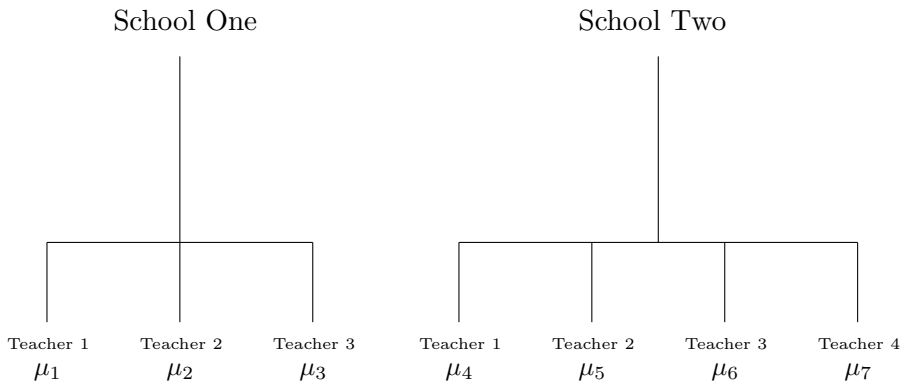 School One
School Two
Teacher 1 Teacher 2 Teacher 3 Teacher 1 Teacher 2 Teacher 3 Teacher 4
μ₁ μ₂ μ₃ μ₄ μ₅ μ₆ μ₇